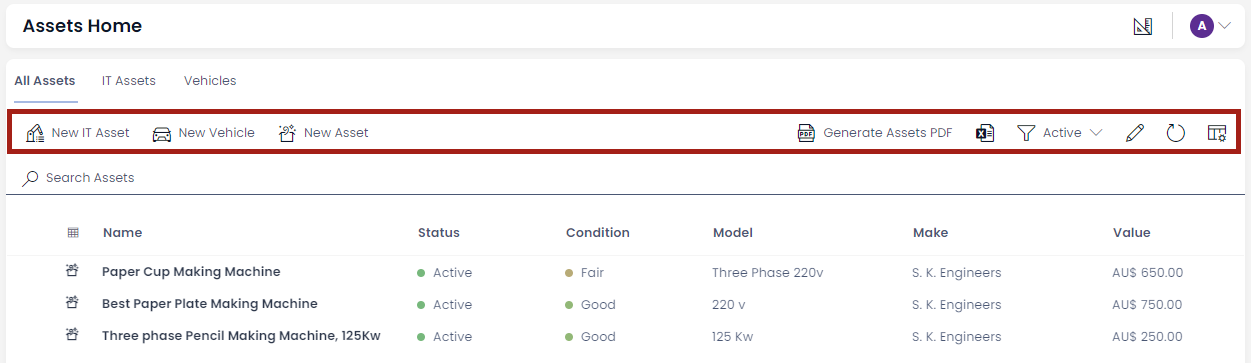 Assets Home
A
All Assets IT Assets Vehicles
New IT Asset New Vehicle New Asset PDF Generate Assets PDF X Active
Search Assets
Name Status Condition Model Make Value
Paper Cup Making Machine Active Fair Three Phase 220v S. K. Engineers AU$ 650.00
Best Paper Plate Making Machine Active Good 220 v S. K. Engineers AU$ 750.00
Three phase Pencil Making Machine, 125Kw Active Good 125 Kw S. K. Engineers AU$ 250.00